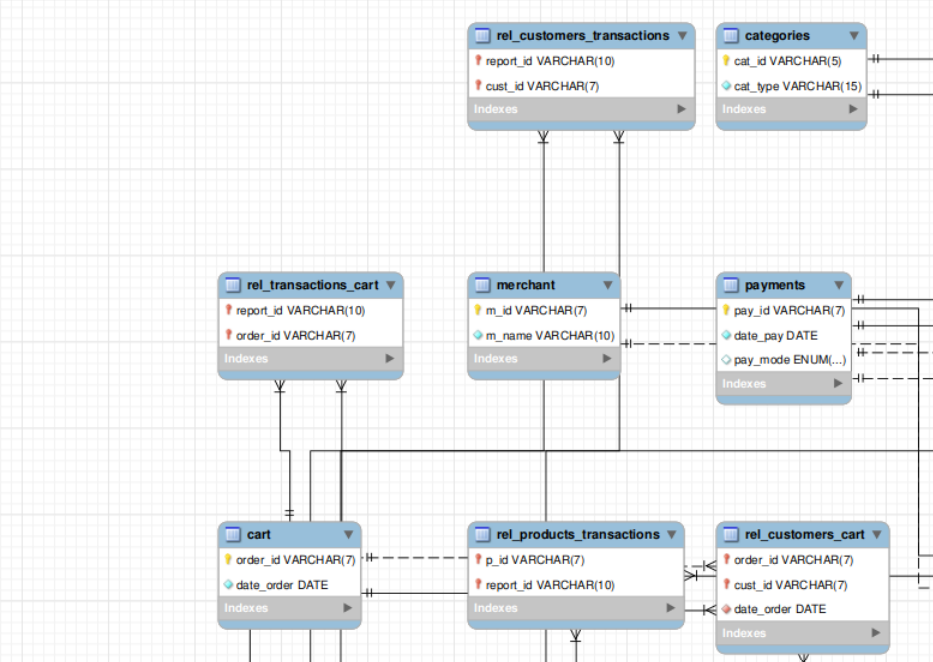 rel_customers_transactions
report_id VARCHAR(10)
cust_id VARCHAR(7)
Indexes
categories
cat_id VARCHAR(5)
cat_type VARCHAR(15)
Indexes
rel_transactions_cart
report_id VARCHAR(10)
order_id VARCHAR(7)
Indexes
merchant
m_id VARCHAR(7)
m_name VARCHAR(10)
Indexes
payments
pay_id VARCHAR(7)
date_pay DATE
pay_mode ENUM(...)
Indexes
cart
order_id VARCHAR(7)
date_order DATE
Indexes
rel_products_transactions
p_id VARCHAR(7)
report_id VARCHAR(10)
Indexes
rel_customers_cart
order_id VARCHAR(7)
cust_id VARCHAR(7)
date_order DATE
Indexes